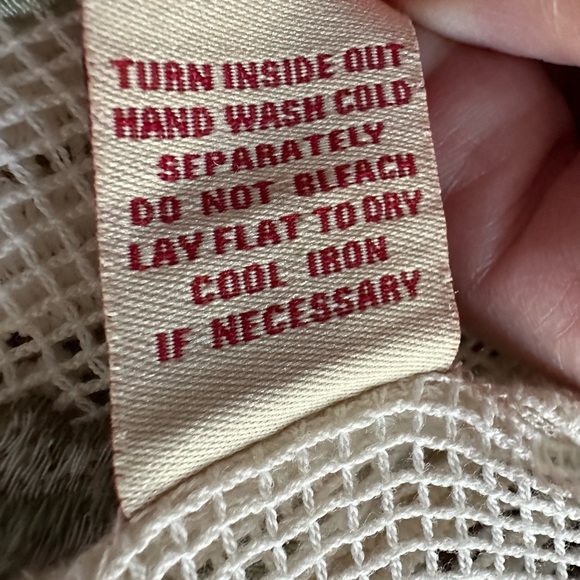 TURN INSIDE OUT
HAND WASH COLD
SEPARATELY
DO NOT BLEACH
LAY FLAT TO DRY
COOL IRON
IF NECESSARY